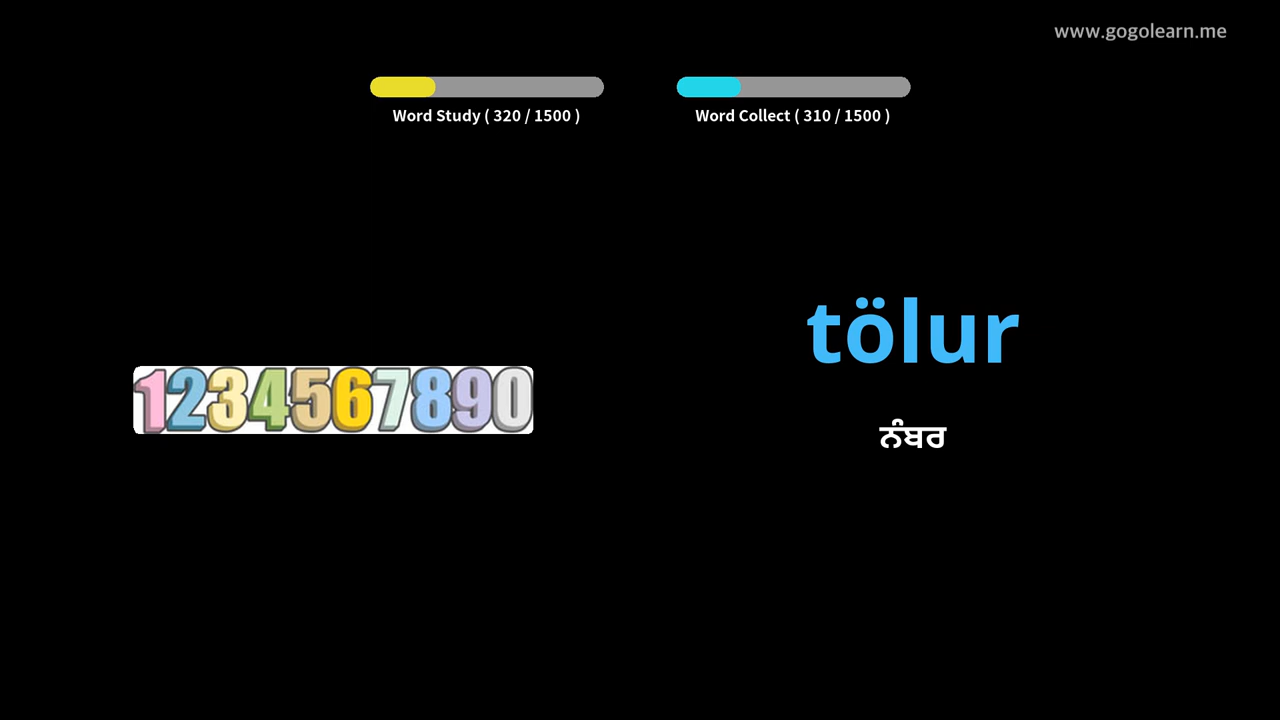 www.gogolearn.me
Word Study ( 320 / 1500 )
Word Collect ( 310 / 1500 )
1234567890
tölur
ਨੰਬਰ